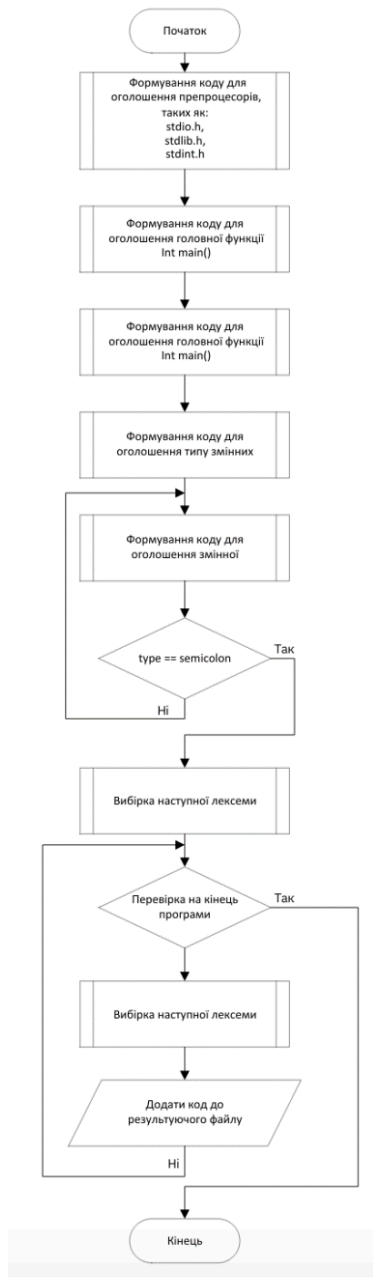 Початок
Формування коду для
оголошення препроцесорів,
таких як:
stdio.h,
stdlib.h,
stdint.h
Формування коду для
оголошення головної функції
Int main()
Формування коду для
оголошення головної функції
Int main()
Формування коду для
оголошення типу змінних
Формування коду для
оголошення змінної
type == semicolon
Так
Ні
Вибірка наступної лексеми
Перевірка на кінець
програми
Так
Вибірка наступної лексеми
Додати код до
результуючого файлу
Ні
Кінець